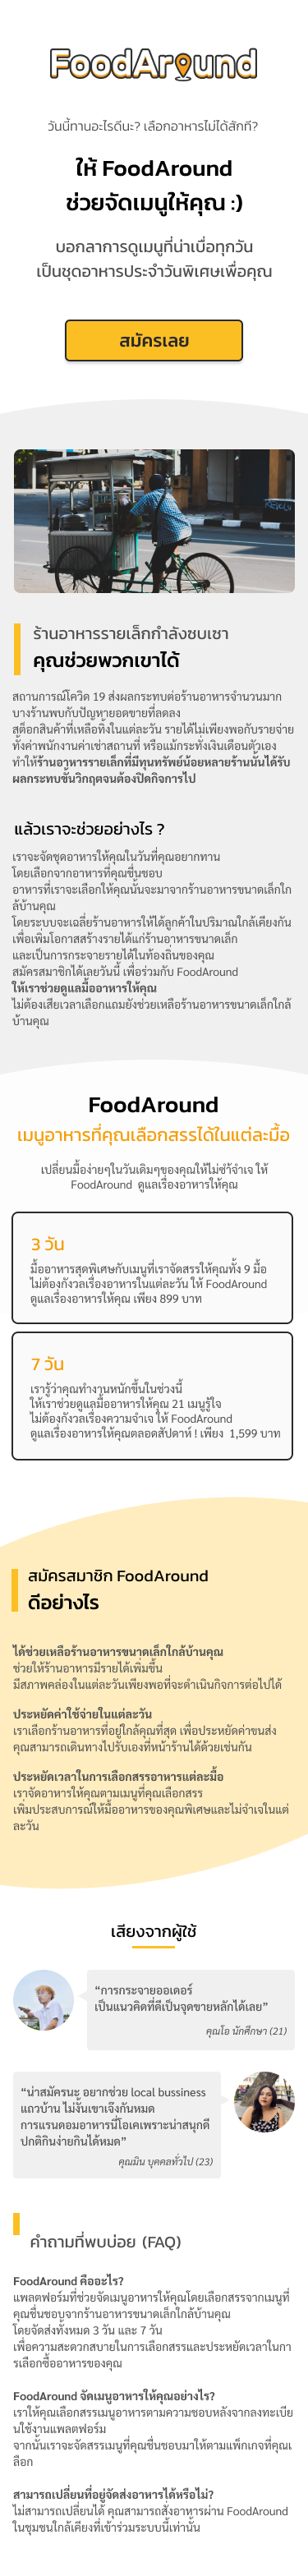 FoodAround
วันนี้ทานอะไรดีนะ? เลือกอาหารไม่ได้สักที?
ให้ FoodAround
ช่วยจัดเมนูให้คุณ :)
บอกลาการดูเมนูที่น่าเบื่อทุกวัน
เป็นชุดอาหารประจำวันพิเศษเพื่อคุณ
สมัครเลย
ร้านอาหารรายเล็กกำลังซบเซา
คุณช่วยพวกเขาได้
สถานการณ์โควิด 19 ส่งผลกระทบต่อร้านอาหารจำนวนมาก
บางร้านพบกับปัญหายอดขายที่ลดลง
สต็อกสินค้าที่เหลือทิ้งในแต่ละวัน รายได้ไม่เพียงพอกับรายจ่าย
ทั้งค่าพนักงานค่าเช่าสถานที่ หรือแม้กระทั่งเงินเดือนตัวเอง
ทำให้ร้านอาหารรายเล็กที่มีทุนทรัพย์น้อยหลายร้านนั้นได้รับ
ผลกระทบขั้นวิกฤตจนต้องปิดกิจการไป
แล้วเราจะช่วยอย่างไร ?
เราจะจัดชุดอาหารให้คุณในวันที่คุณอยากทาน
โดยเลือกจากอาหารที่คุณชื่นชอบ
อาหารที่เราจะเลือกให้คุณนั้นจะมาจากร้านอาหารขนาดเล็กใก
ล้บ้านคุณ
โดยระบบจะเฉลี่ยร้านอาหารให้ได้ลูกค้าในปริมาณใกล้เคียงกัน
เพื่อเพิ่มโอกาสสร้างรายได้แก่ร้านอาหารขนาดเล็ก
และเป็นการกระจายรายได้ในท้องถิ่นของคุณ
สมัครสมาชิกได้เลยวันนี้ เพื่อร่วมกับ FoodAround
ให้เราช่วยดูแลมื้ออาหารให้คุณ
ไม่ต้องเสียเวลาเลือกแถมยังช่วยเหลือร้านอาหารขนาดเล็กใกล้
บ้านคุณ
FoodAround
เมนูอาหารที่คุณเลือกสรรได้ในแต่ละมื้อ
เปลี่ยนมื้อง่ายๆในวันเดิมๆของคุณให้ไม่ซ้ำจำเจ ให้
FoodAround ดูแลเรื่องอาหารให้คุณ
3 วัน
มื้ออาหารสุดพิเศษกับเมนูที่เราจัดสรรให้คุณทั้ง 9 มื้อ
ไม่ต้องกังวลเรื่องอาหารในแต่ละวัน ให้ FoodAround
ดูแลเรื่องอาหารให้คุณ เพียง 899 บาท
7 วัน
เรารู้ว่าคุณทำงานหนักขึ้นในช่วงนี้
ให้เราช่วยดูแลมื้ออาหารให้คุณ 21 เมนูรู้ใจ
ไม่ต้องกังวลเรื่องความจำเจ ให้ FoodAround
ดูแลเรื่องอาหารให้คุณตลอดสัปดาห์ ! เพียง 1,599 บาท
สมัครสมาชิก FoodAround
ดีอย่างไร
ได้ช่วยเหลือร้านอาหารขนาดเล็กใกล้บ้านคุณ
ช่วยให้ร้านอาหารมีรายได้เพิ่มขึ้น
มีสภาพคล่องในแต่ละวันเพียงพอที่จะดำเนินกิจการต่อไปได้
ประหยัดค่าใช้จ่ายในแต่ละวัน
เราเลือกร้านอาหารที่อยู่ใกล้คุณที่สุด เพื่อประหยัดค่าขนส่ง
คุณสามารถเดินทางไปรับเองที่หน้าร้านได้ด้วยเช่นกัน
ประหยัดเวลาในการเลือกสรรอาหารแต่ละมื้อ
เราจัดอาหารให้คุณตามเมนูที่คุณเลือกสรร
เพิ่มประสบการณ์ให้มื้ออาหารของคุณพิเศษและไม่จำเจในแต่
ละวัน
เสียงจากผู้ใช้
“การกระจายออเดอร์
เป็นแนวคิดที่ดีเป็นจุดขายหลักได้เลย”
คุณโอ นักศึกษา (21)
“น่าสมัครนะ อยากช่วย local bussiness
แถวบ้าน ไม่งั้นเขาเจ๊งกันหมด
การแรนดอมอาหารนี่โอเคเพราะน่าสนุกดี
ปกติกินง่ายกินได้หมด”
คุณมิน บุคคลทั่วไป (23)
คำถามที่พบบ่อย (FAQ)
FoodAround คืออะไร?
แพลตฟอร์มที่ช่วยจัดเมนูอาหารให้คุณโดยเลือกสรรจากเมนูที่
คุณชื่นชอบจากร้านอาหารขนาดเล็กใกล้บ้านคุณ
โดยจัดส่งทั้งหมด 3 วัน และ 7 วัน
เพื่อความสะดวกสบายในการเลือกสรรและประหยัดเวลาในกา
รเลือกซื้ออาหารของคุณ
FoodAround จัดเมนูอาหารให้คุณอย่างไร?
เราให้คุณเลือกสรรเมนูอาหารตามความชอบหลังจากลงทะเบีย
นใช้งานแพลตฟอร์ม
จากนั้นเราจะจัดสรรเมนูที่คุณชื่นชอบมาให้ตามแพ็กเกจที่คุณเ
ลือก
สามารถเปลี่ยนที่อยู่จัดส่งอาหารได้หรือไม่?
ไม่สามารถเปลี่ยนได้ คุณสามารถสั่งอาหารผ่าน FoodAround
ในชุมชนใกล้เคียงที่เข้าร่วมระบบนี้เท่านั้น